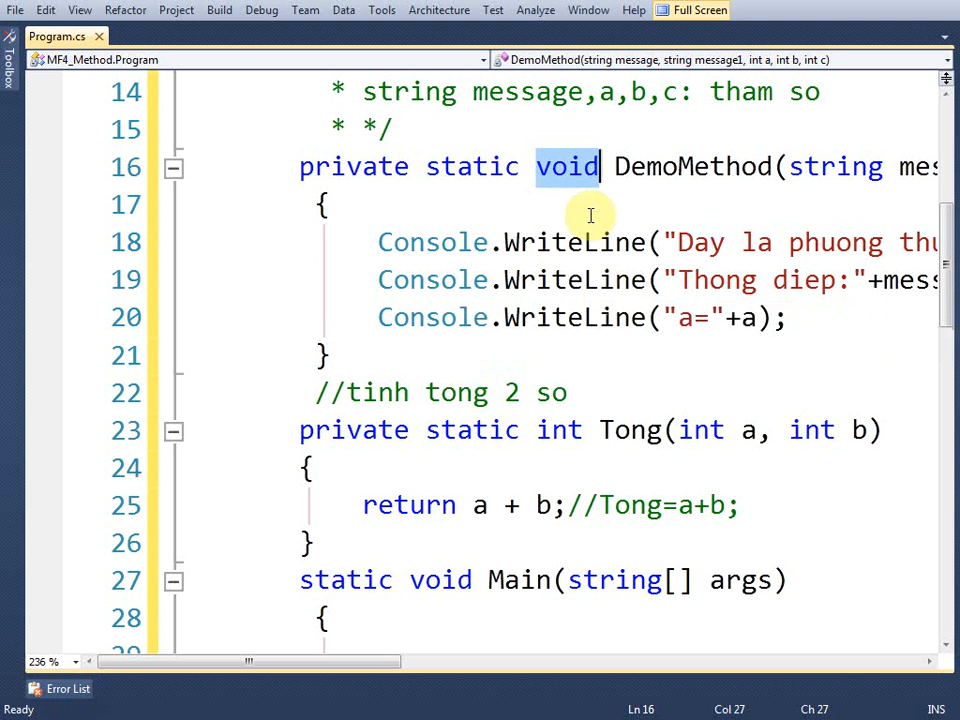 File Edit View Refactor Project Build Debug Team Data Tools Architecture Test Analyze Window Help Full Screen
Program.cs
MF4_Method.Program DemoMethod(string message, string message1, int a, int b, int c)
Toolbox
14 * string message,a,b,c: tham so
15 * */
16 private static void DemoMethod(string mes
17 {
18 Console.WriteLine("Day la phuong thu
19 Console.WriteLine("Thong diep:"+mess
20 Console.WriteLine("a="+a);
21 }
22 //tinh tong 2 so
23 private static int Tong(int a, int b)
24 {
25 return a + b;//Tong=a+b;
26 }
27 static void Main(string[] args)
28 {
236 %
Error List
Ready Ln 16 Col 27 Ch 27 INS